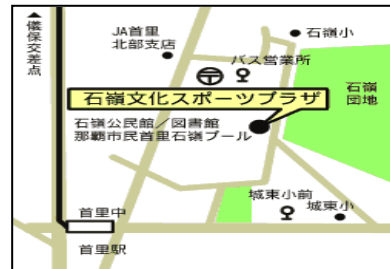 ▲儀保交差点
JA首里
北部支店
石嶺小
バス営業所
石嶺
団地
石嶺文化スポーツプラザ
石嶺公民館／図書館
那覇市民首里石嶺プール
城東小前
城東小
首里中
首里駅